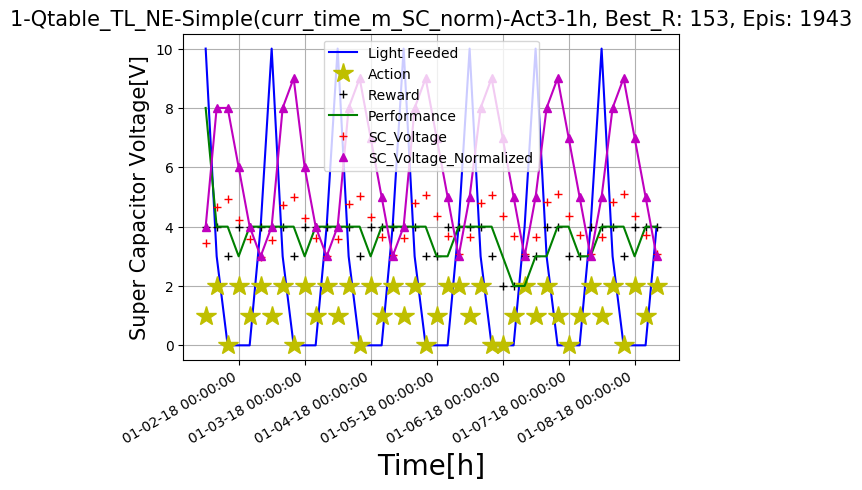 1-Qtable_TL_NE-Simple(curr_time_m_SC_norm)-Act3-1h, Best_R: 153, Epis: 1943
Super Capacitor Voltage[V]
10
8
6
4
2
0
Light Feeded
Action
Reward
Performance
SC_Voltage
SC_Voltage_Normalized
01-02-18 00:00:00
01-03-18 00:00:00
01-04-18 00:00:00
01-05-18 00:00:00
01-06-18 00:00:00
01-07-18 00:00:00
01-08-18 00:00:00
Time[h]